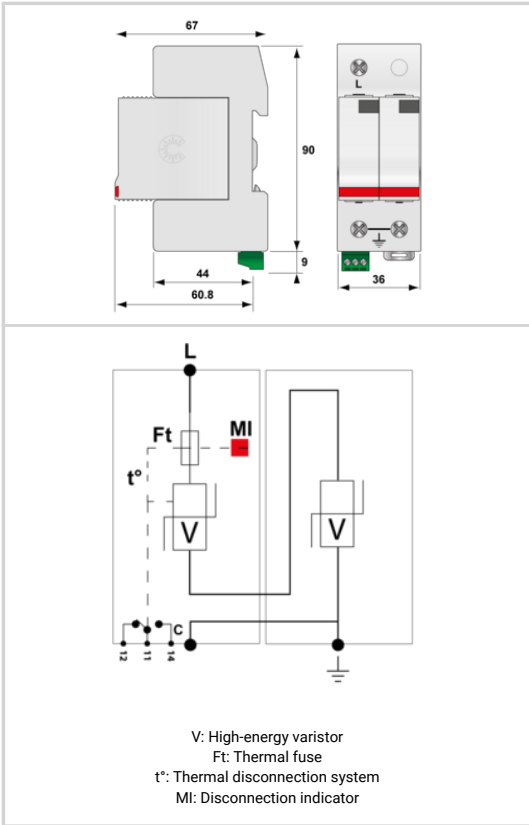 67
L
90
9
44
60.8
36
L
Ft
MI
t°
V
V
C
12
11
14
V: High-energy varistor
Ft: Thermal fuse
t°: Thermal disconnection system
MI: Disconnection indicator